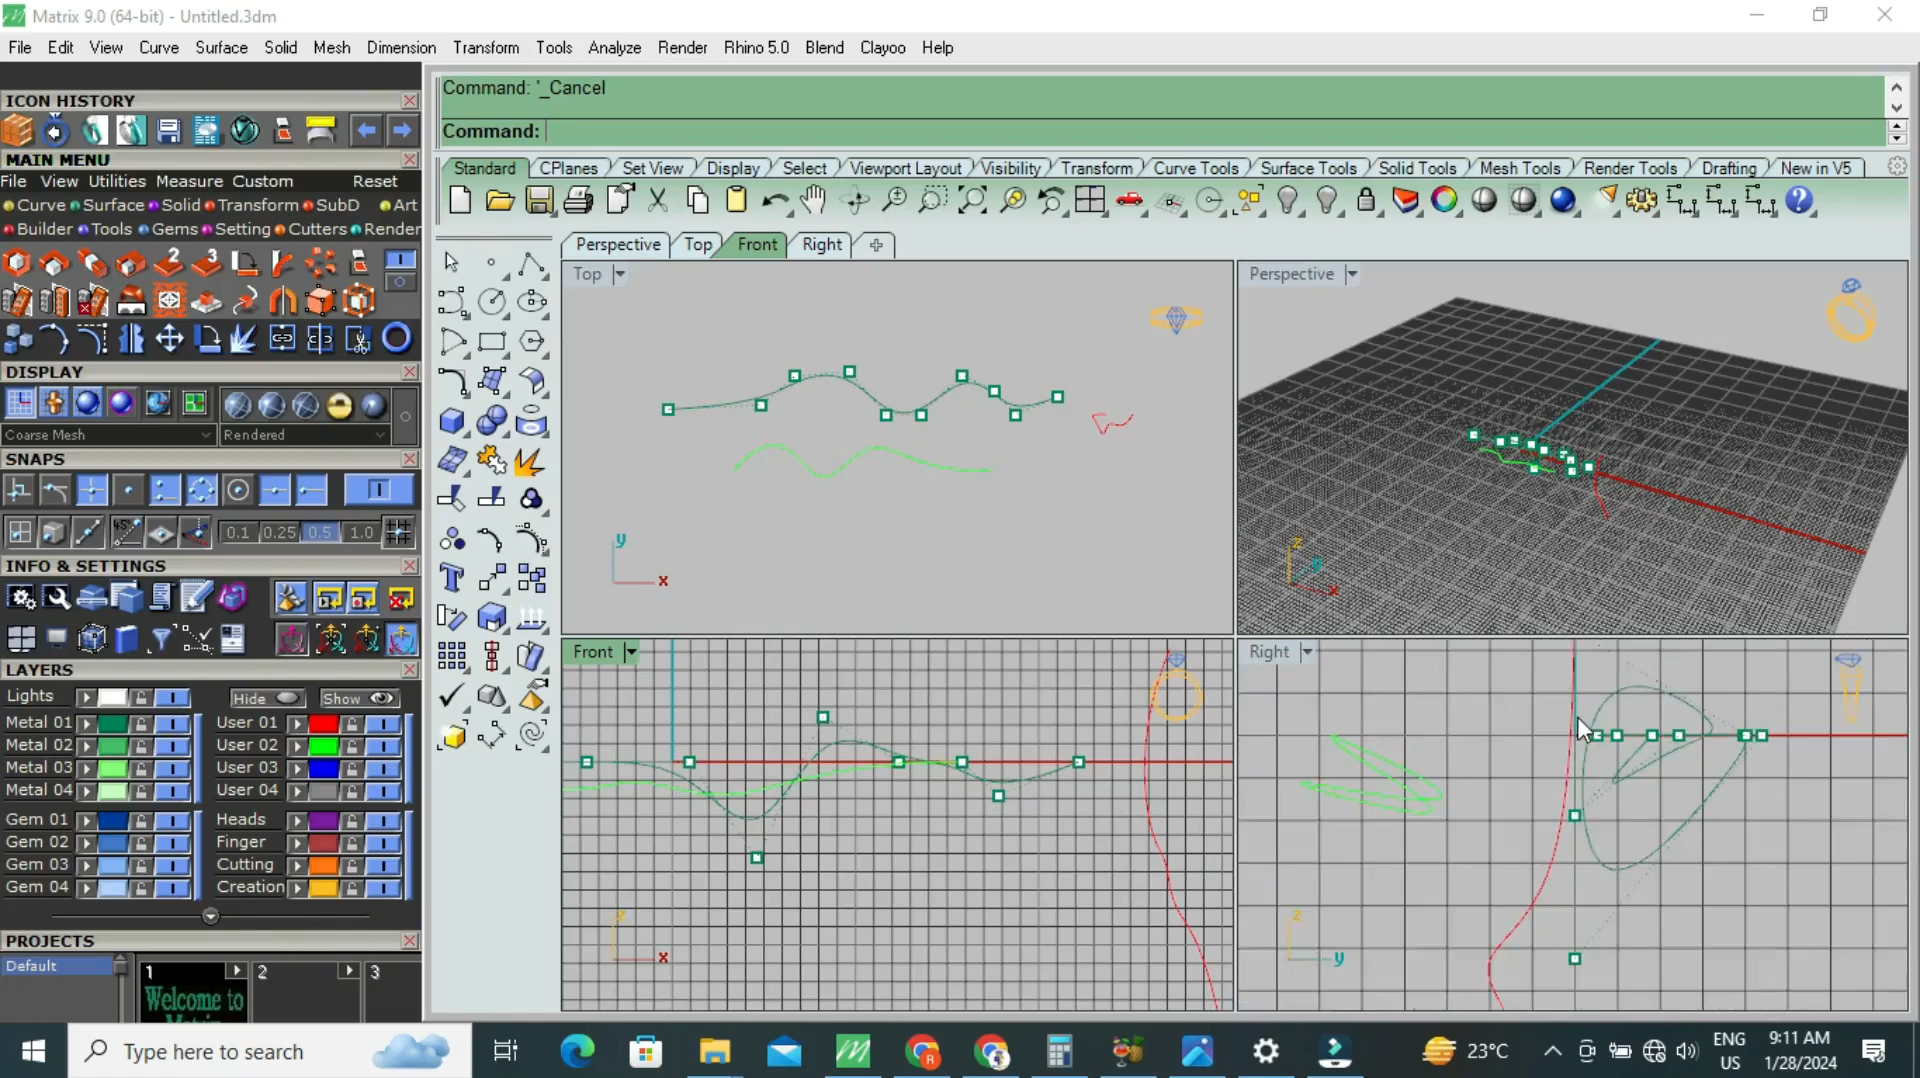 Matrix 9.0 (64-bit) - Untitled.3dm
File Edit View Curve Surface Solid Mesh Dimension Transform Tools Analyze Render Rhino 5.0 Blend Clayoo Help
Command: '_Cancel
Command:
Standard CPlanes Set View Display Select Viewport Layout Visibility Transform Curve Tools Surface Tools Solid Tools Mesh Tools Render Tools Drafting New in V5
ICON HISTORY
MAIN MENU
File View Utilities Measure Custom Reset
Curve Surface Solid Transform SubD Art
Builder Tools Gems Setting Cutters Render
2 3
DISPLAY
Coarse Mesh Rendered
SNAPS
45°
0.1 0.25 0.5 1.0
INFO & SETTINGS
LAYERS
Lights Hide Show
Metal 01 User 01
Metal 02 User 02
Metal 03 User 03
Metal 04 User 04
Gem 01 Heads
Gem 02 Finger
Gem 03 Cutting
Gem 04 Creation
PROJECTS
Default 1 2 3
Welcome to
Perspective Top Front Right
Top
y
x
Perspective
z
y
x
Front
z
x
Right
z
y
Type here to search
23°C
ENG
US
9:11 AM
1/28/2024